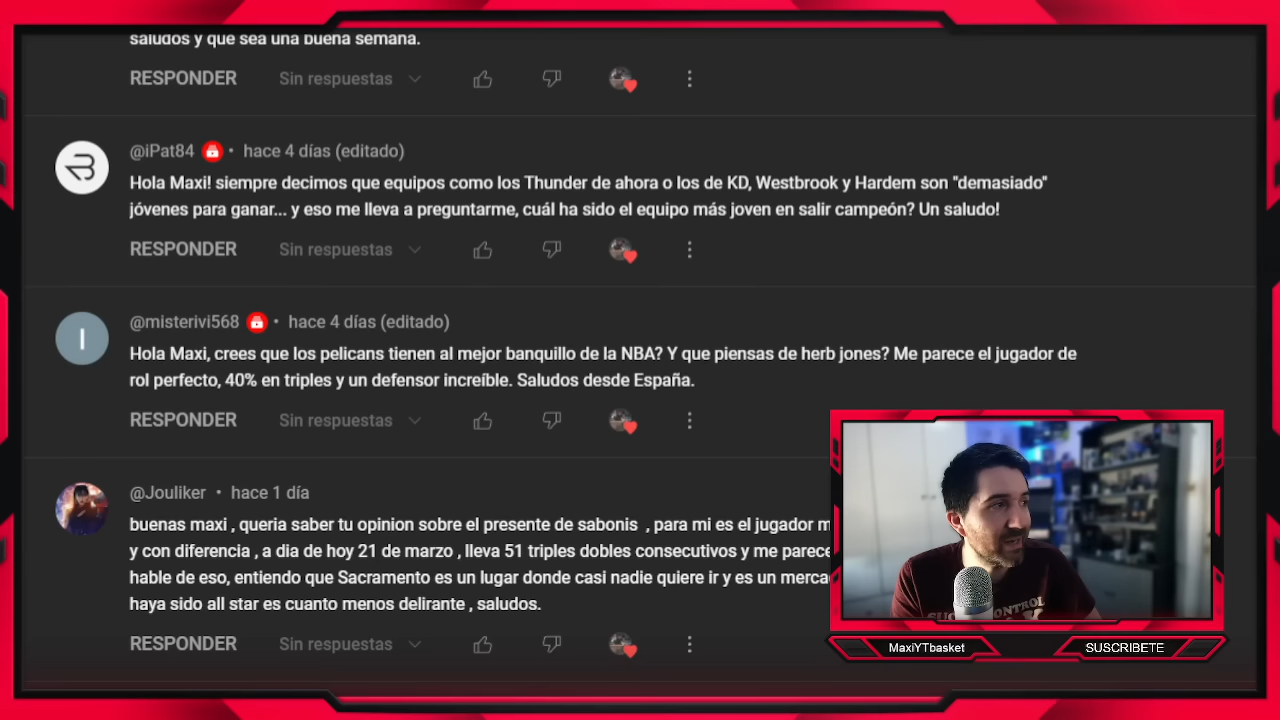 saludos y que sea una buena semana.
RESPONDER Sin respuestas
@iPat84 • hace 4 días (editado)
Hola Maxi! siempre decimos que equipos como los Thunder de ahora o los de KD, Westbrook y Hardem son "demasiado"
jóvenes para ganar... y eso me lleva a preguntarme, cuál ha sido el equipo más joven en salir campeón? Un saludo!
RESPONDER Sin respuestas
@misterivi568 • hace 4 días (editado)
I
Hola Maxi, crees que los pelicans tienen al mejor banquillo de la NBA? Y que piensas de herb jones? Me parece el jugador de
rol perfecto, 40% en triples y un defensor increíble. Saludos desde España.
RESPONDER Sin respuestas
@Jouliker • hace 1 día
buenas maxi , queria saber tu opinion sobre el presente de sabonis , para mi es el jugador
y con diferencia , a dia de hoy 21 de marzo , lleva 51 triples dobles consecutivos y me parece
hable de eso, entiendo que Sacramento es un lugar donde casi nadie quiere ir y es un
haya sido all star es cuanto menos delirante , saludos.
RESPONDER Sin respuestas
CONTROL
MaxiYTbasket
SUSCRIBETE